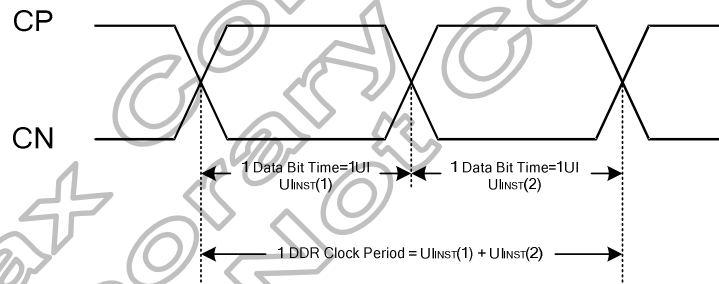 CP
CN
1 Data Bit Time=1UI
UIINST(1)
1 Data Bit Time=1UI
UIINST(2)
1 DDR Clock Period = UIINST(1) + UIINST(2)